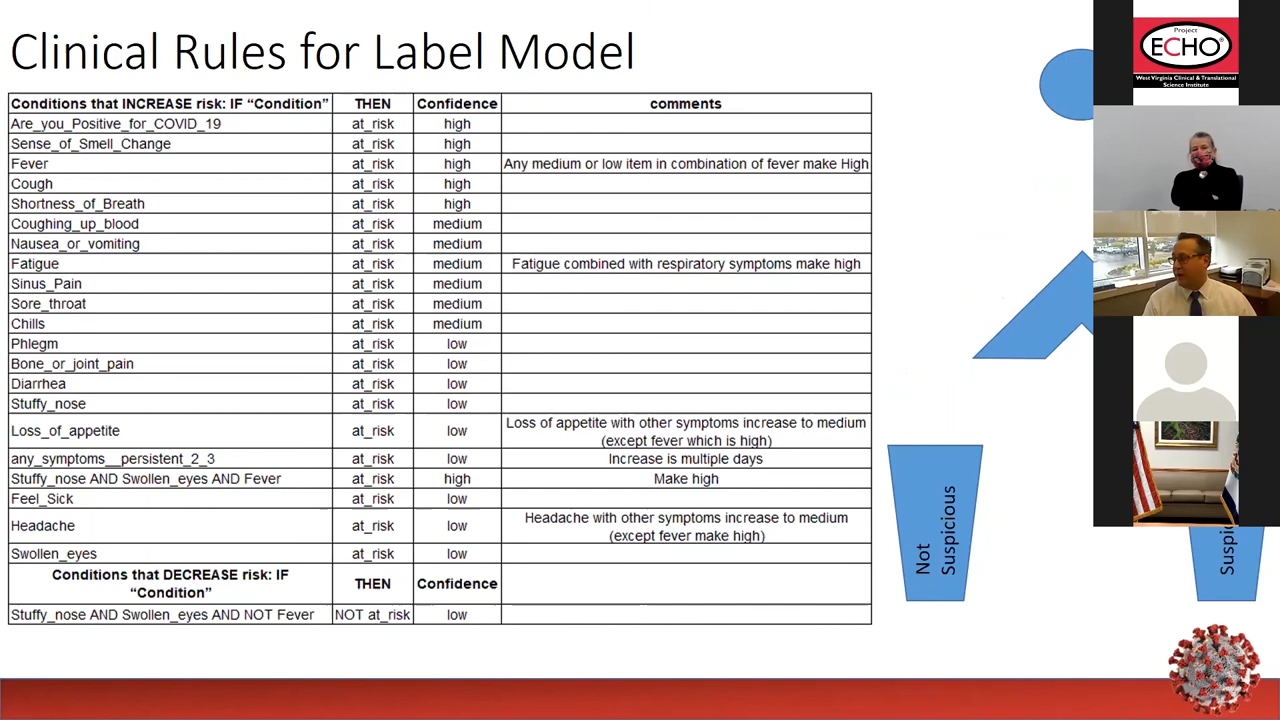 Clinical Rules for Label Model
Conditions that INCREASE risk: IF “Condition” THEN Confidence comments
Are_you_Positive_for_COVID_19 at_risk high
Sense_of_Smell_Change at_risk high
Fever at_risk high Any medium or low item in combination of fever make High
Cough at_risk high
Shortness_of_Breath at_risk high
Coughing_up_blood at_risk medium
Nausea_or_vomiting at_risk medium
Fatigue at_risk medium Fatigue combined with respiratory symptoms make high
Sinus_Pain at_risk medium
Sore_throat at_risk medium
Chills at_risk medium
Phlegm at_risk low
Bone_or_joint_pain at_risk low
Diarrhea at_risk low
Stuffy_nose at_risk low
Loss_of_appetite at_risk low Loss of appetite with other symptoms increase to medium
(except fever which is high)
any_symptoms__persistent_2_3 at_risk low Increase is multiple days
Stuffy_nose AND Swollen_eyes AND Fever at_risk high Make high
Feel_Sick at_risk low
Headache at_risk low Headache with other symptoms increase to medium
(except fever make high)
Swollen_eyes at_risk low
Conditions that DECREASE risk: IF
“Condition” THEN Confidence
Stuffy_nose AND Swollen_eyes AND NOT Fever NOT at_risk low
Not
Suspicious
Project
ECHO®
West Virginia Clinical & Translational
Science Institute